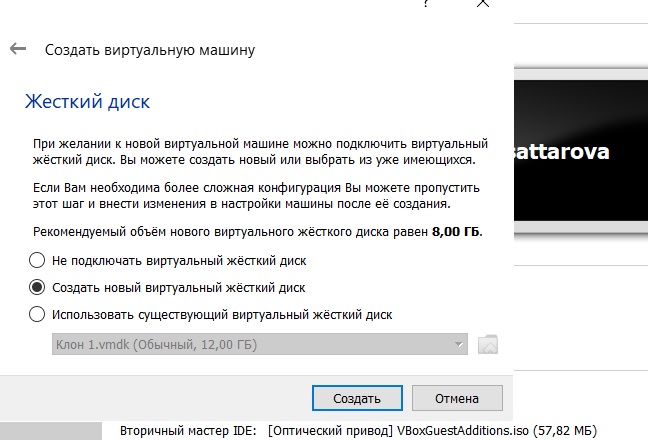 ?
Создать виртуальную машину
Жесткий диск
При желании к новой виртуальной машине можно подключить виртуальный
жёсткий диск. Вы можете создать новый или выбрать из уже имеющихся.
sattarova
Если Вам необходима более сложная конфигурация Вы можете пропустить
этот шаг и внести изменения в настройки машины после её создания.
Рекомендуемый объём нового виртуального жёсткого диска равен 8,00 ГБ.
Не подключать виртуальный жёсткий диск
Создать новый виртуальный жёсткий диск
Использовать существующий виртуальный жёсткий диск
Клон 1.vmdk (Обычный, 12,00 ГБ)
Создать
Отмена
Вторичный мастер IDE: [Оптический привод] VBoxGuestAdditions.iso (57,82 МБ)